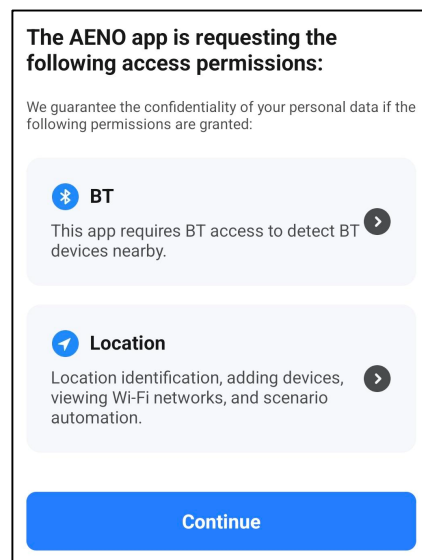 The AENO app is requesting the
following access permissions:
We guarantee the confidentiality of your personal data if the
following permissions are granted:
BT
This app requires BT access to detect BT
devices nearby.
Location
Location identification, adding devices,
viewing Wi-Fi networks, and scenario
automation.
Continue